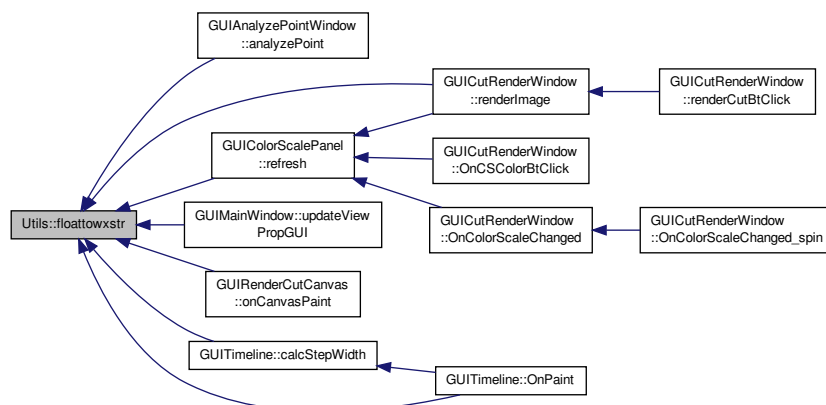 GUIAnalyzePointWindow
::analyzePoint
GUICutRenderWindow
::renderImage
GUICutRenderWindow
::renderCutBtClick
GUIColorScalePanel
::refresh
GUICutRenderWindow
::OnCSColorBtClick
Utils::floattowxstr
GUIMainWindow::updateView
PropGUI
GUICutRenderWindow
::OnColorScaleChanged
GUICutRenderWindow
::OnColorScaleChanged_spin
GUIRenderCutCanvas
::onCanvasPaint
GUITimeline::calcStepWidth
GUITimeline::OnPaint